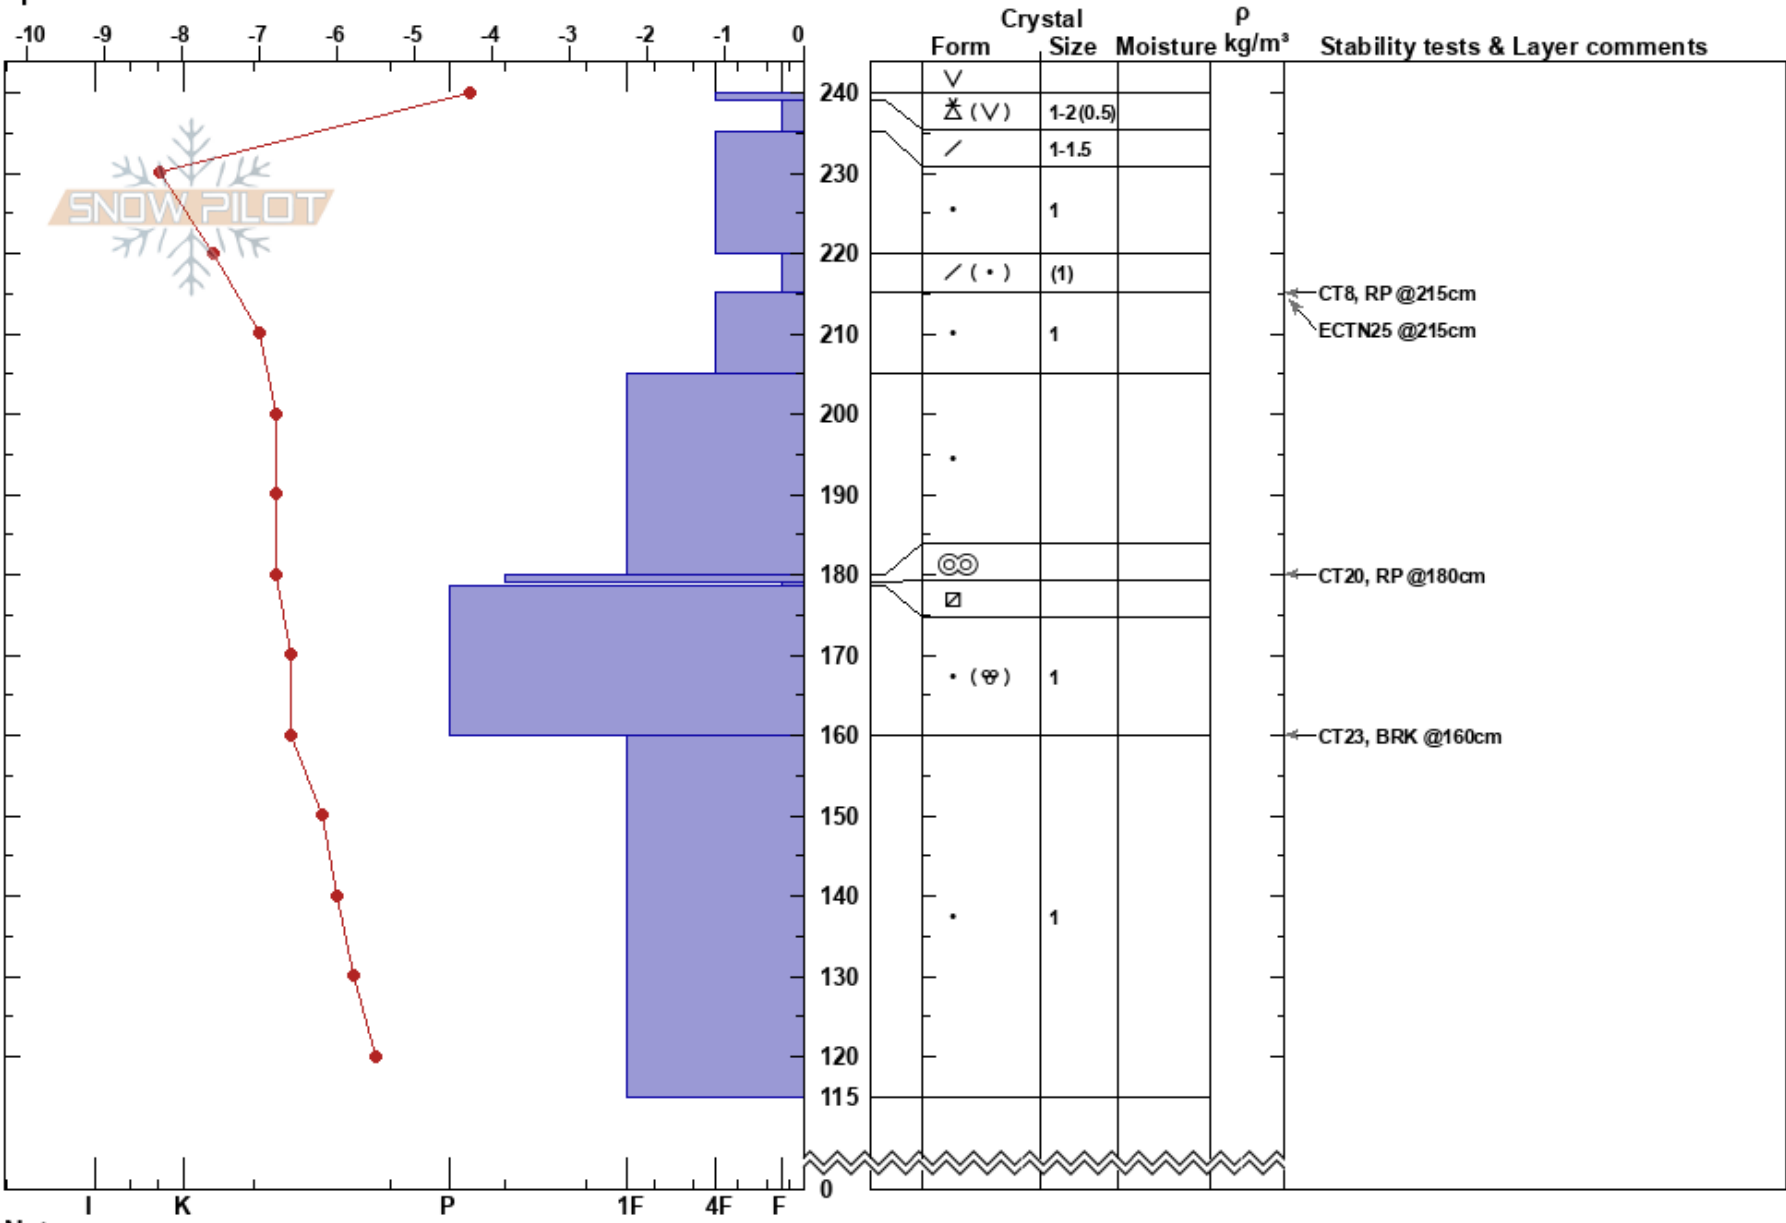 Crystal ρ
-10 -9 -8 -7 -6 -5 -4 -3 -2 -1 0 Form Size Moisture kg/m³ Stability tests & Layer comments
240
1-2(0.5)
1-1.5
230
SNOW PILOT
1
220
(1)
CT8, RP @215cm
210 1 ECTN25 @215cm
200
190
180 CT20, RP @180cm
170
1
160 CT23, BRK @160cm
150
140
1
130
120
115
0
I K P 1F 4F F